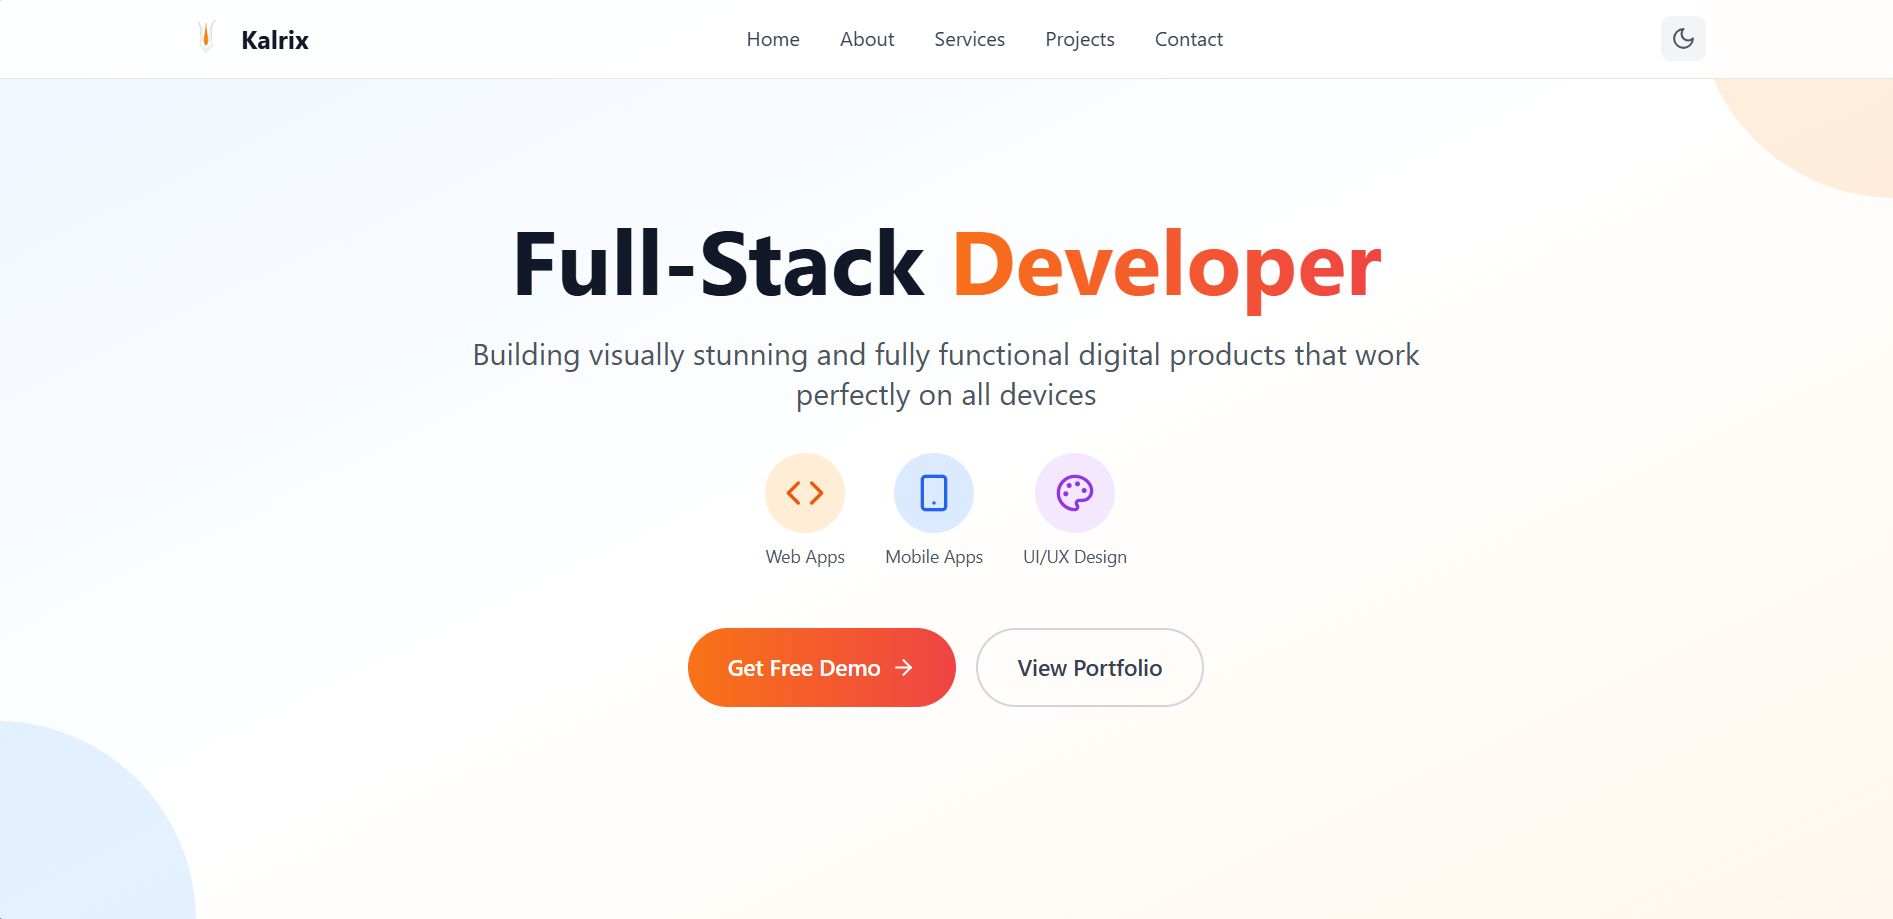 Kalrix
Home
About
Services
Projects
Contact
Full-Stack Developer
Building visually stunning and fully functional digital products that work
perfectly on all devices
Web Apps
Mobile Apps
UI/UX Design
Get Free Demo
View Portfolio